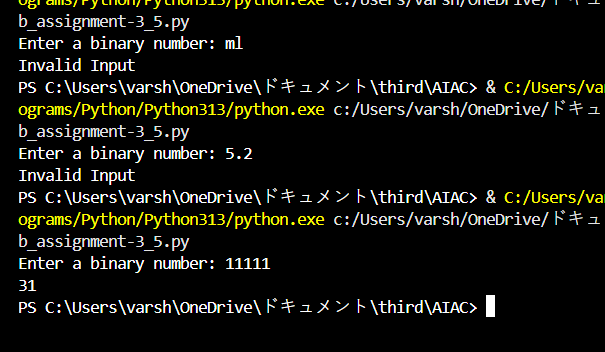 ograms/Python/Python313/python.exe c:/Users/varsh/OneDrive/ドキュ
b_assignment-3_5.py
Enter a binary number: ml
Invalid Input
PS C:\Users\varsh\OneDrive\ドキュメント\third\AIAC> & C:/Users/var
ograms/Python/Python313/python.exe c:/Users/varsh/OneDrive/ドキュ
b_assignment-3_5.py
Enter a binary number: 5.2
Invalid Input
PS C:\Users\varsh\OneDrive\ドキュメント\third\AIAC> & C:/Users/var
ograms/Python/Python313/python.exe c:/Users/varsh/OneDrive/ドキュ
b_assignment-3_5.py
Enter a binary number: 11111
31
PS C:\Users\varsh\OneDrive\ドキュメント\third\AIAC>